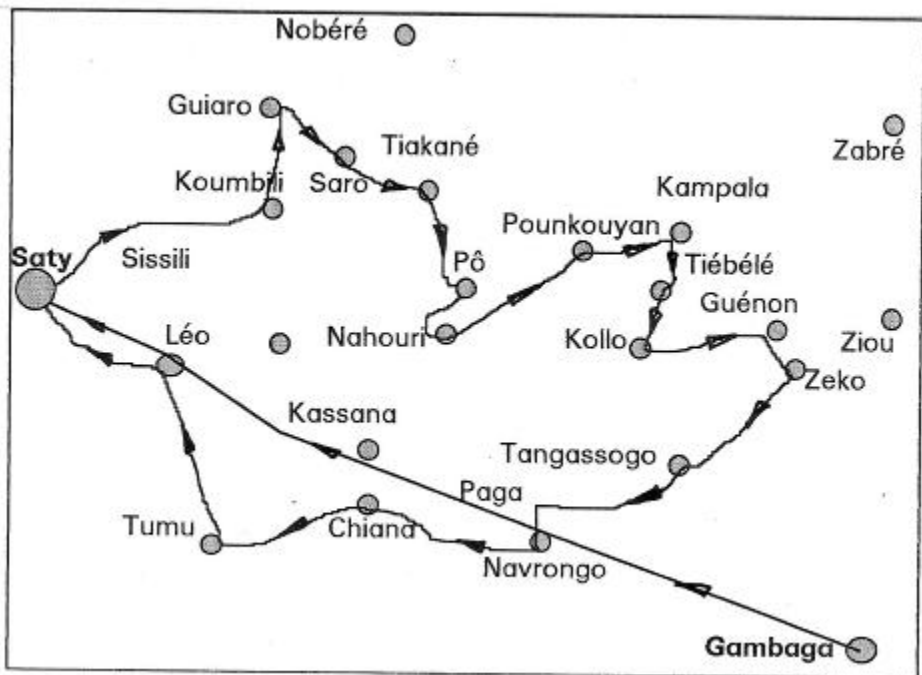 Nobéré
Guiaro
Tiakané
Zabré
Koumbili
Saro
Kampala
Pounkouyan
Saty
Sissili
Pô
Tiébélé
Guénon
Léo
Nahouri
Kollo
Ziou
Zeko
Kassana
Tangassogo
Paga
Tumu
Chiana
Navrongo
Gambaga